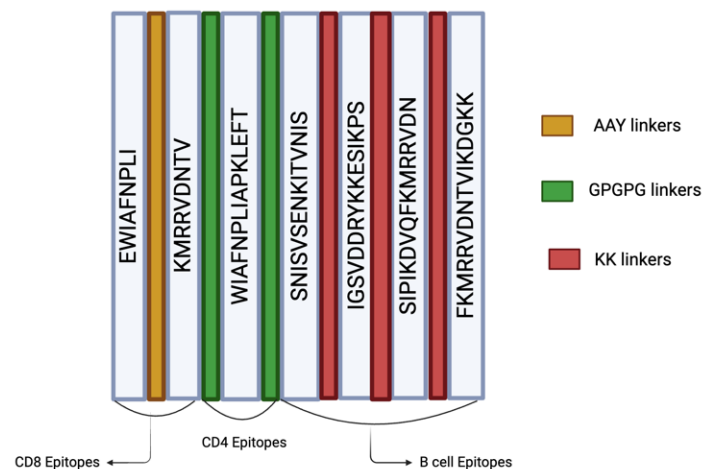 EWIAFNPLI
KMRRVDNTV
WIAFNPLIAPKLEFT
SNISVSENKITVNIS
IGSVDDRYKKESIKPS
SIPIKDVQFKMRRVDN
FKMRRVDNTVIKDGKK
AAY linkers
GPGPG linkers
KK linkers
CD8 Epitopes
CD4 Epitopes
B cell Epitopes